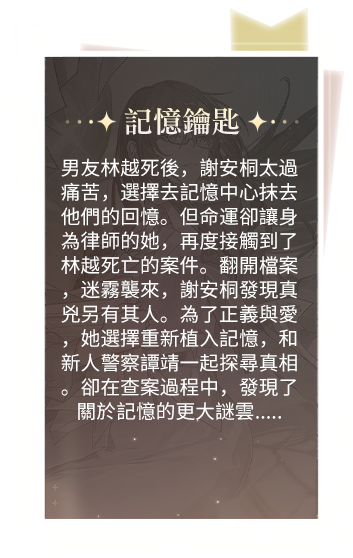 記憶鑰匙
男友林越死後，謝安桐太過
痛苦，選擇去記憶中心抹去
他們的回憶。但命運卻讓身
為律師的她，再度接觸到了
林越死亡的案件。翻開檔案
，迷霧襲來，謝安桐發現真
兇另有其人。為了正義與愛
，她選擇重新植入記憶，和
新人警察譚靖一起探尋真相
。卻在查案過程中，發現了
關於記憶的更大謎雲.....